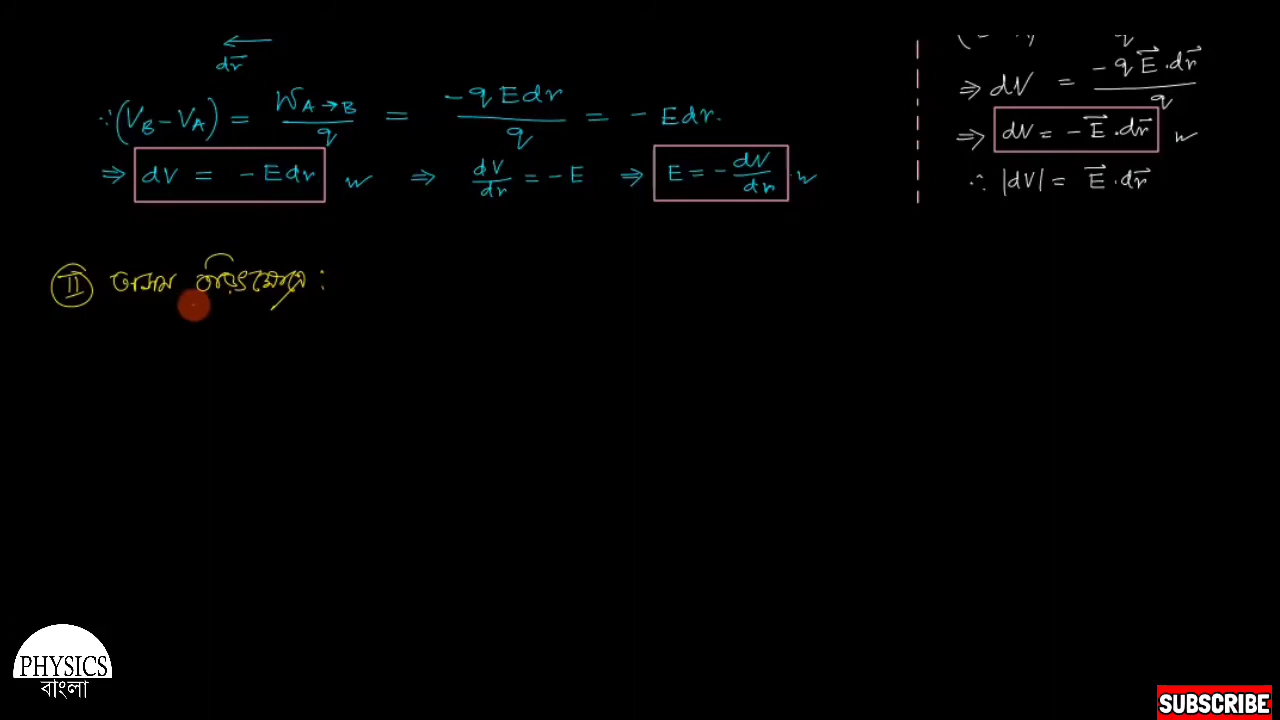 dr⃗
∵(V_B − V_A) = W_A→B / q = −qEdr / q = − Edr.
⇒ dV = − Edr ⇒ dV/dr = − E ⇒ E = − dV/dr
⇒ dV = −q E⃗.dr⃗ / q
⇒ dV = − E⃗.dr⃗
∴ |dV| = E⃗.dr⃗
II অসম তড়িৎক্ষেত্রে :
PHYSICS
বাংলা
SUBSCRIBE